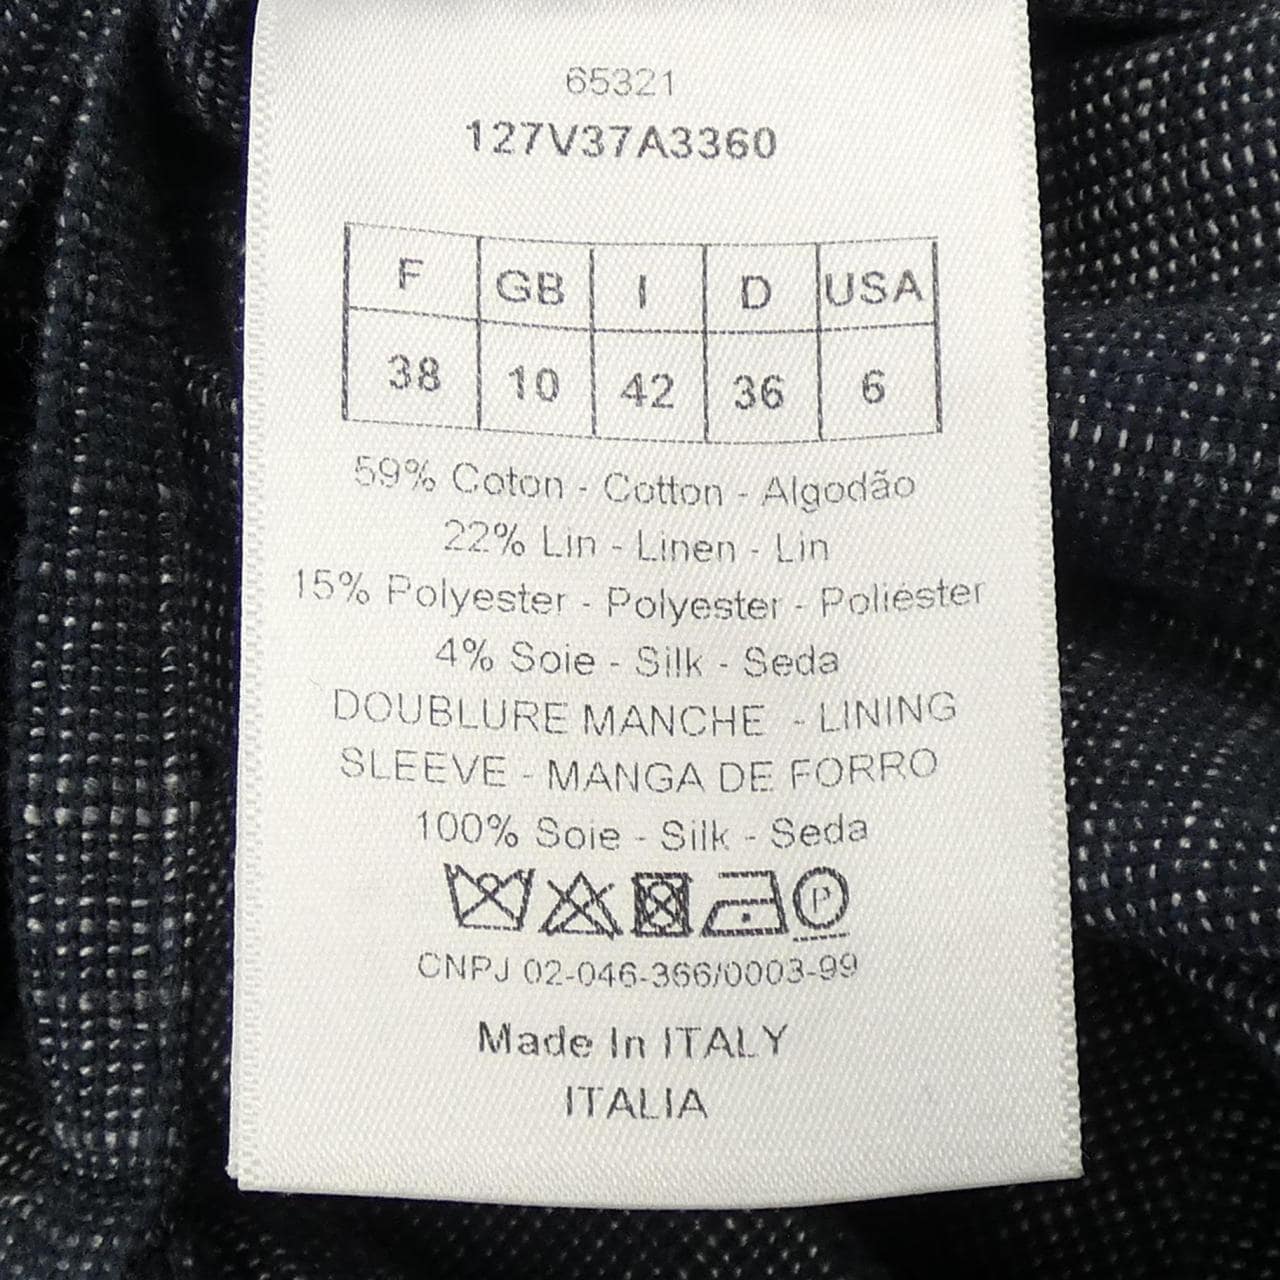 65321
127V37A3360
F GB I D USA
38 10 42 36 6
59% Coton - Cotton - Algodão
22% Lin - Linen - Lin
15% Polyester - Polyester - Poliéster
4% Soie - Silk - Seda
DOUBLURE MANCHE - LINING
SLEEVE - MANGA DE FORRO
100% Soie - Silk - Seda
P
CNPJ 02-046-366/0003-99
Made In ITALY
ITALIA